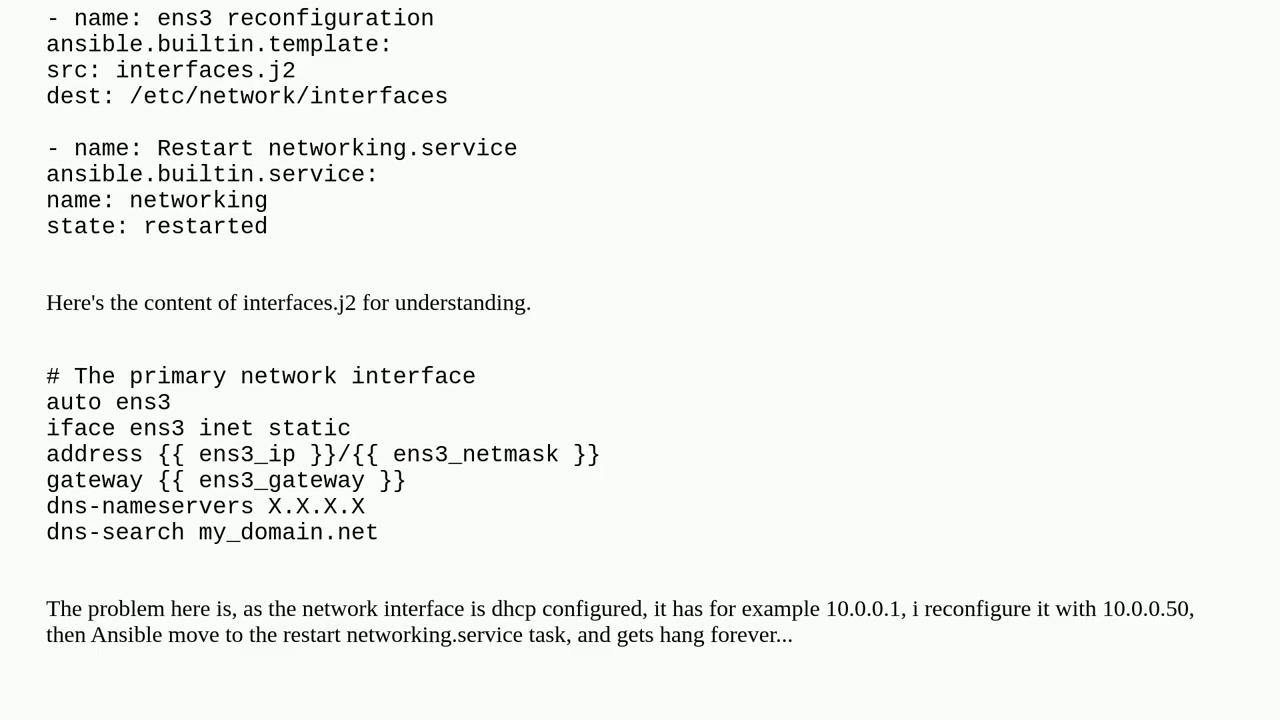 - name: ens3 reconfiguration
ansible.builtin.template:
src: interfaces.j2
dest: /etc/network/interfaces
- name: Restart networking.service
ansible.builtin.service:
name: networking
state: restarted
Here's the content of interfaces.j2 for understanding.
# The primary network interface
auto ens3
iface ens3 inet static
address {{ ens3_ip }}/{{ ens3_netmask }}
gateway {{ ens3_gateway }}
dns-nameservers X.X.X.X
dns-search my_domain.net
The problem here is, as the network interface is dhcp configured, it has for example 10.0.0.1, i reconfigure it with 10.0.0.50,
then Ansible move to the restart networking.service task, and gets hang forever...